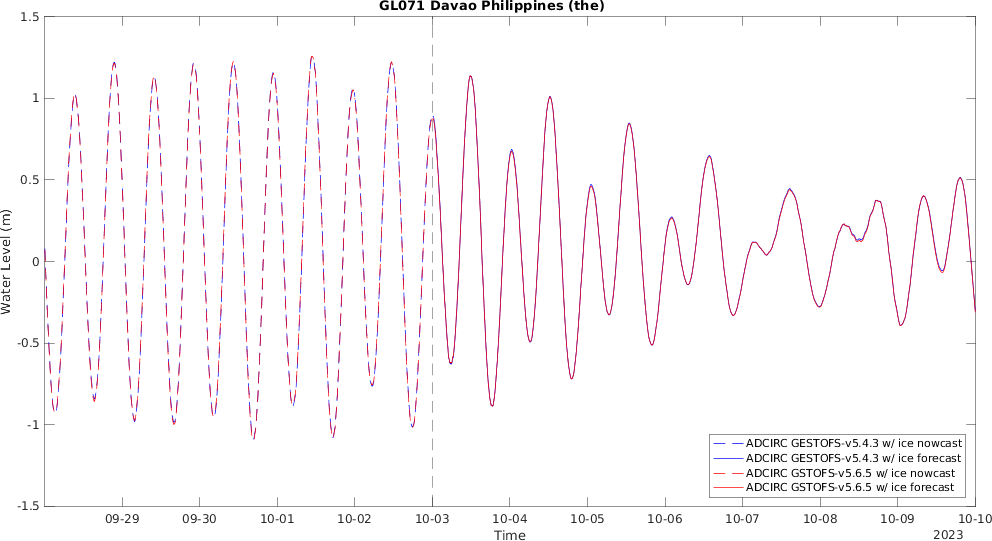 GL071 Davao Philippines (the)
1.5
1
0.5
0
-0.5
-1
-1.5
Water Level (m)
09-29 09-30 10-01 10-02 10-03 10-04 10-05 10-06 10-07 10-08 10-09 10-10
Time
2023
ADCIRC GESTOFS-v5.4.3 w/ ice nowcast
ADCIRC GESTOFS-v5.4.3 w/ ice forecast
ADCIRC GSTOFS-v5.6.5 w/ ice nowcast
ADCIRC GSTOFS-v5.6.5 w/ ice forecast